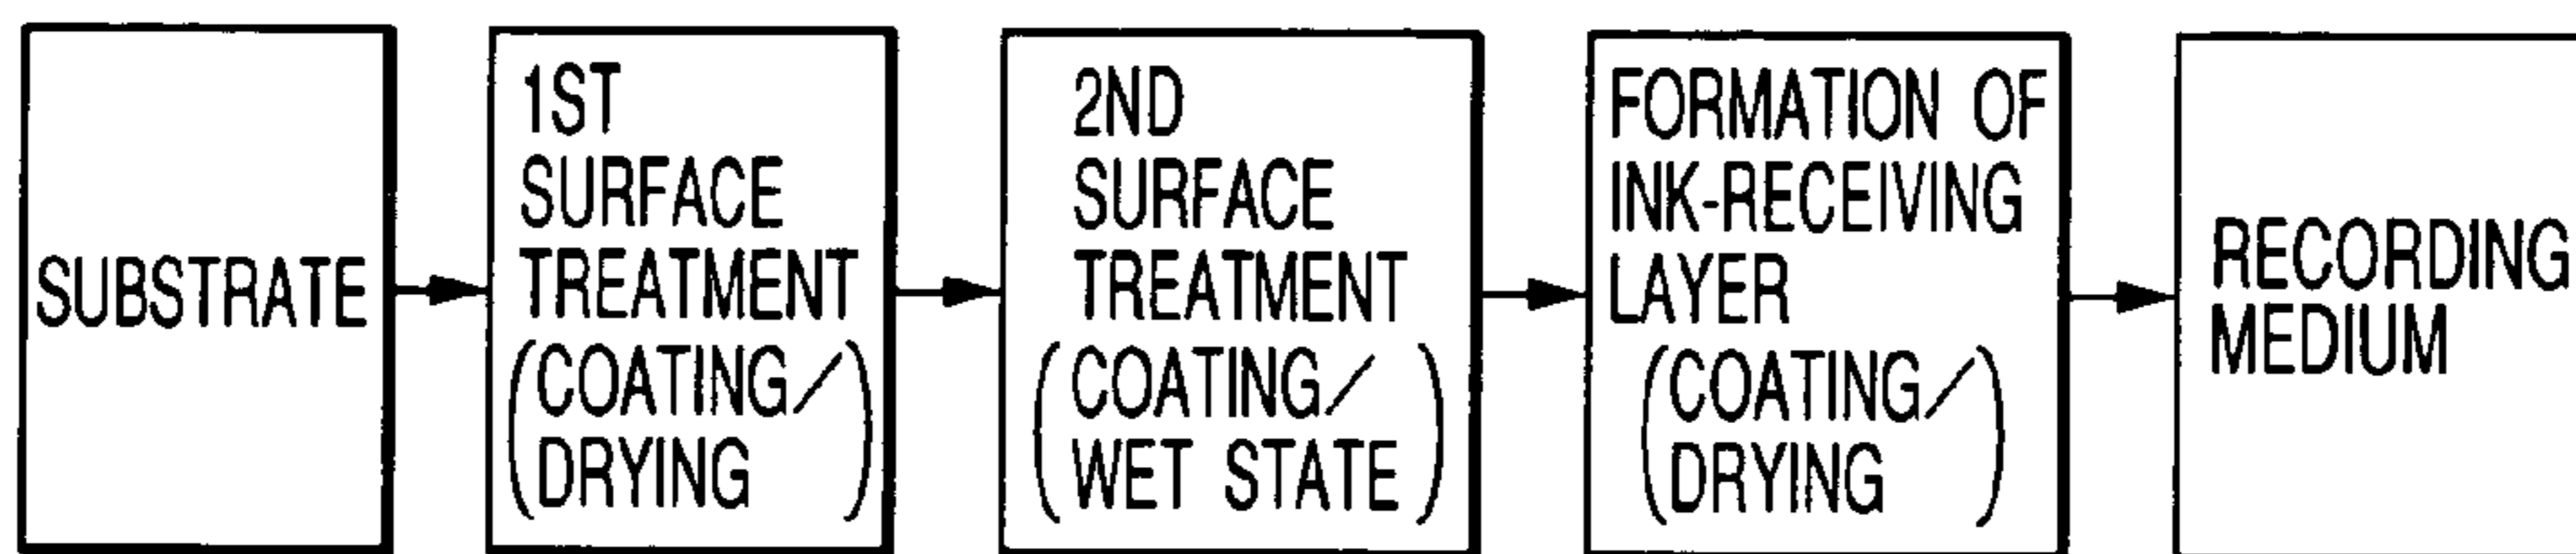 SUBSTRATE
1ST
SURFACE
TREATMENT
(COATING/
DRYING)
2ND
SURFACE
TREATMENT
(COATING/
WET STATE)
FORMATION OF
INK-RECEIVING
LAYER
(COATING/
DRYING)
RECORDING
MEDIUM